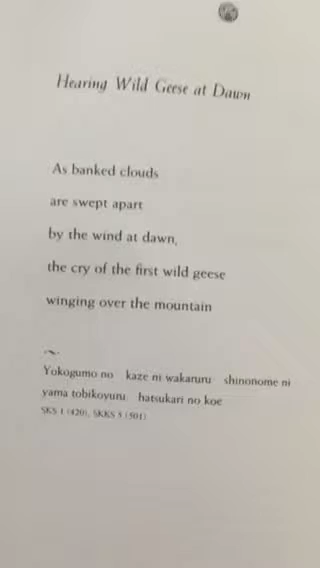 Hearing Wild Geese at Dawn
As banked clouds
are swept apart
by the wind at dawn,
the cry of the first wild geese
winging over the mountain
Yokogumo no kaze ni wakaruru shinonome ni
yama tobikoyuru hatsukari no koe
SKS 1 (420), SKKS 5 (501)